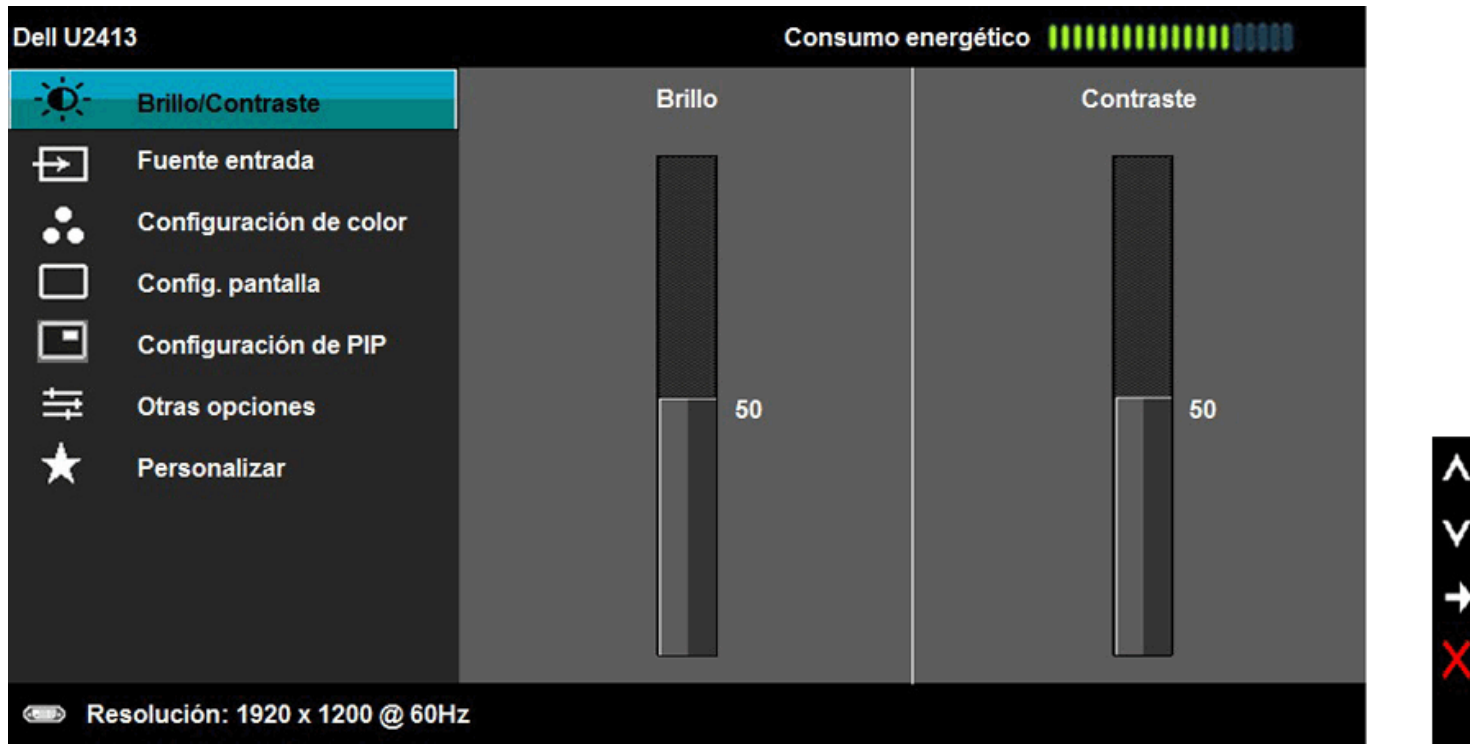 Dell U2413
Consumo energético
Brillo/Contraste
Fuente entrada
Configuración de color
Config. pantalla
Configuración de PIP
Otras opciones
Personalizar
Brillo
50
Contraste
50
Resolución: 1920 x 1200 @ 60Hz